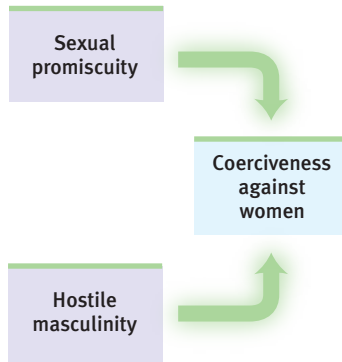 Sexual
promiscuity
Coerciveness
against
women
Hostile
masculinity